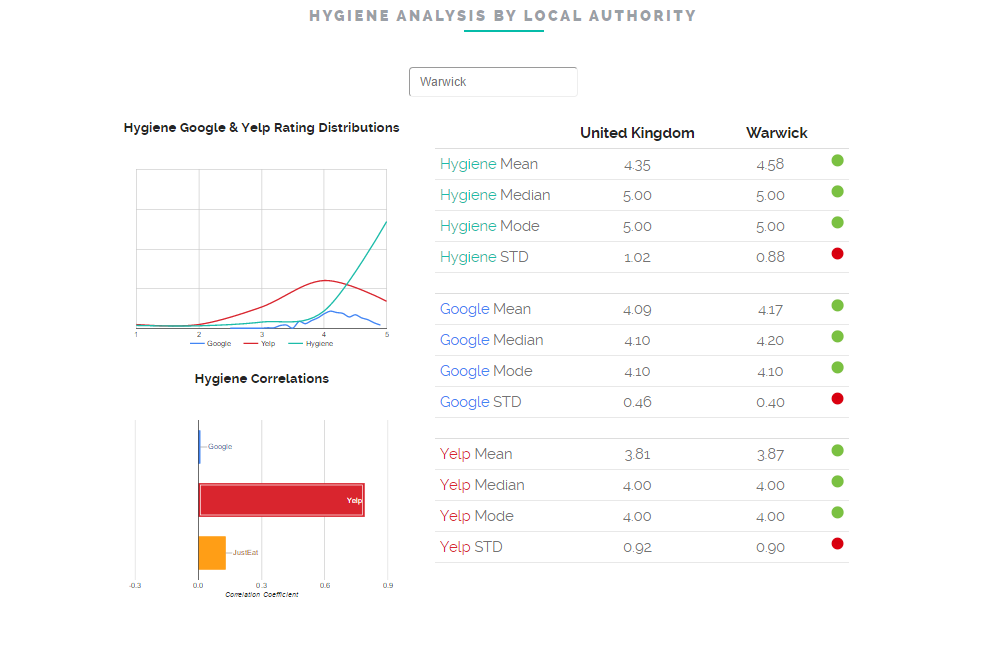 HYGIENE ANALYSIS BY LOCAL AUTHORITY
Warwick
Hygiene Google & Yelp Rating Distributions
1 2 3 4 5
Google Yelp Hygiene
Hygiene Correlations
Google
Yelp
JustEat
-0.3 0.0 0.3 0.6 0.9
Correlation Coefficient
United Kingdom Warwick
Hygiene Mean 4.35 4.58
Hygiene Median 5.00 5.00
Hygiene Mode 5.00 5.00
Hygiene STD 1.02 0.88
Google Mean 4.09 4.17
Google Median 4.10 4.20
Google Mode 4.10 4.10
Google STD 0.46 0.40
Yelp Mean 3.81 3.87
Yelp Median 4.00 4.00
Yelp Mode 4.00 4.00
Yelp STD 0.92 0.90